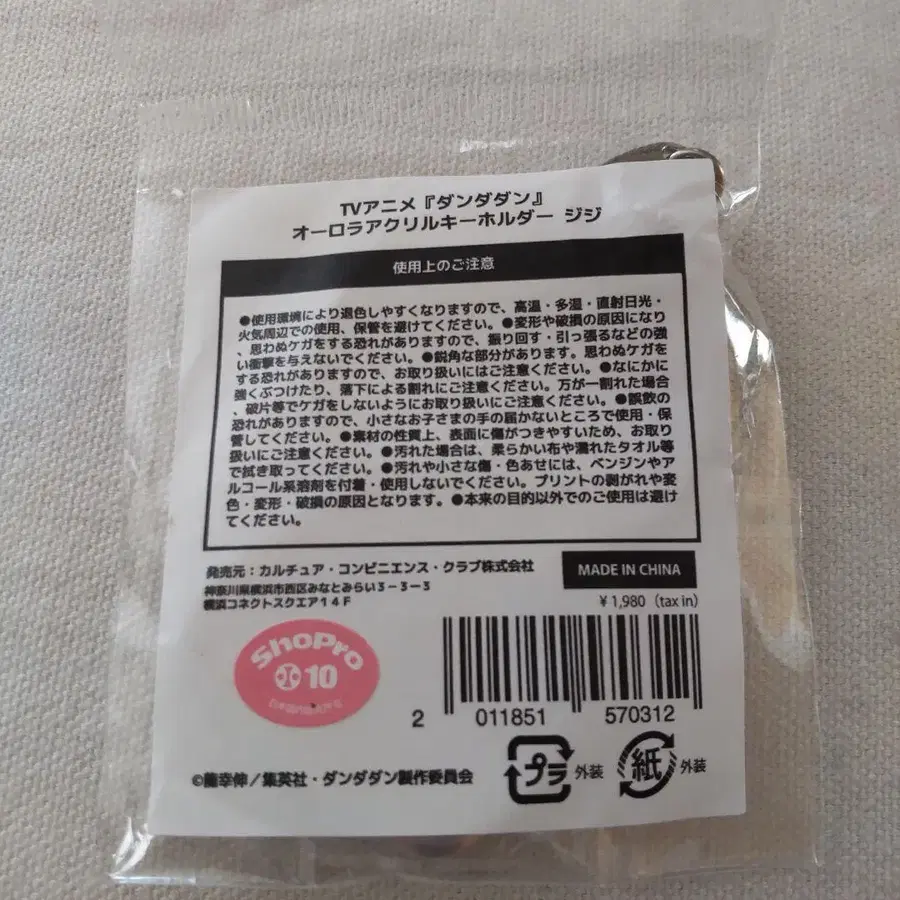 TVアニメ『ダンダダン』
オーロラアクリルキーホルダー ジジ
使用上のご注意
●使用環境により退色しやすくなりますので、高温・多湿・直射日光・
火気周辺での使用、保管を避けてください。●変形や破損の原因になり
、思わぬケガをする恐れがありますので、振り回す・引っ張るなどの強
い衝撃を与えないでください。●鋭角な部分があります。思わぬケガを
する恐れがありますので、お取り扱いにはご注意ください。●なにかに
強くぶつけたり、落下による割れにご注意ください。万が一割れた場合
、破片等でケガをしないようにお取り扱いにご注意ください。●誤飲の
恐れがありますので、小さなお子さまの手の届かないところで使用・保
管してください。●素材の性質上、表面に傷がつきやすいため、お取り
扱いにご注意ください。●汚れた場合は、柔らかい布や濡れたタオル等
で拭き取ってください。●汚れや小さな傷・色あせには、ベンジンやア
ルコール系溶剤を付着・使用しないでください。プリントの剥がれや変
色・変形・破損の原因となります。●本来の目的以外でのご使用は避け
てください。
発売元：カルチュア・コンビニエンス・クラブ株式会社
神奈川県横浜市西区みなとみらい３－３－３
横浜コネクトスクエア１４Ｆ
MADE IN CHINA
¥ 1,980（tax in）
ShoPro
10
2 011851 570312
プラ 外装
紙 外装
©龍幸伸／集英社・ダンダダン製作委員会